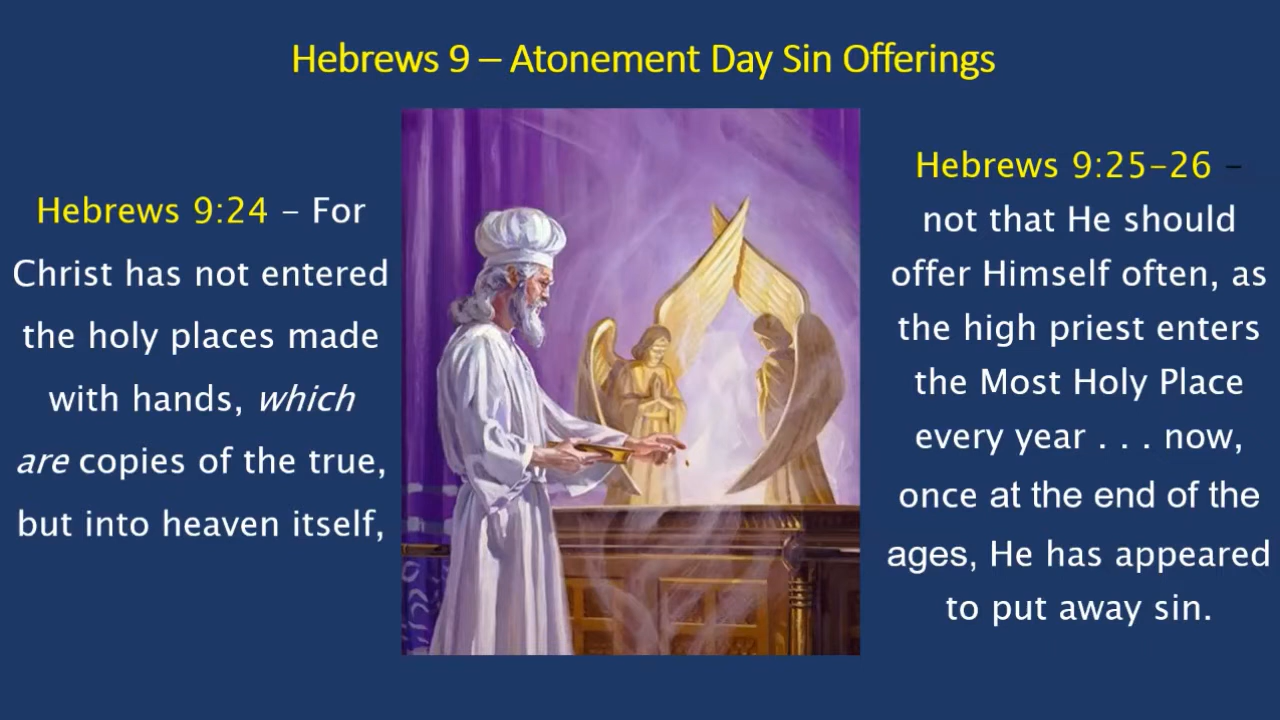 Hebrews 9 – Atonement Day Sin Offerings
Hebrews 9:24 – For
Christ has not entered
the holy places made
with hands, which
are copies of the true,
but into heaven itself,
Hebrews 9:25-26 –
not that He should
offer Himself often, as
the high priest enters
the Most Holy Place
every year . . . now,
once at the end of the
ages, He has appeared
to put away sin.